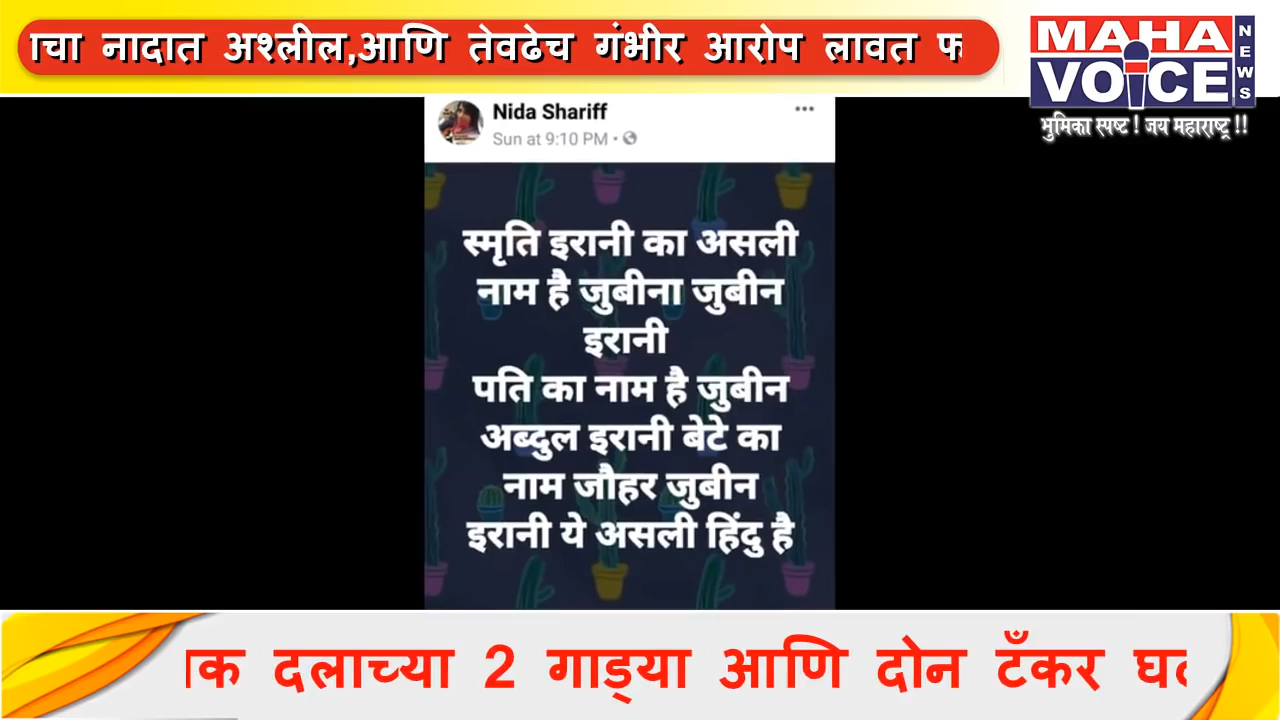 ाचा नादात अश्लील,आणि तेवढेच गंभीर आरोप लावत फ
MAHA
VOICE
NEWS
भुमिका स्पष्ट ! जय महाराष्ट्र !!
Nida Shariff
Sun at 9:10 PM
स्मृति इरानी का असली
नाम है जुबीना जुबीन
इरानी
पति का नाम है जुबीन
अब्दुल इरानी बेटे का
नाम जौहर जुबीन
इरानी ये असली हिंदु है
क दलाच्या 2 गाड्या आणि दोन टँकर